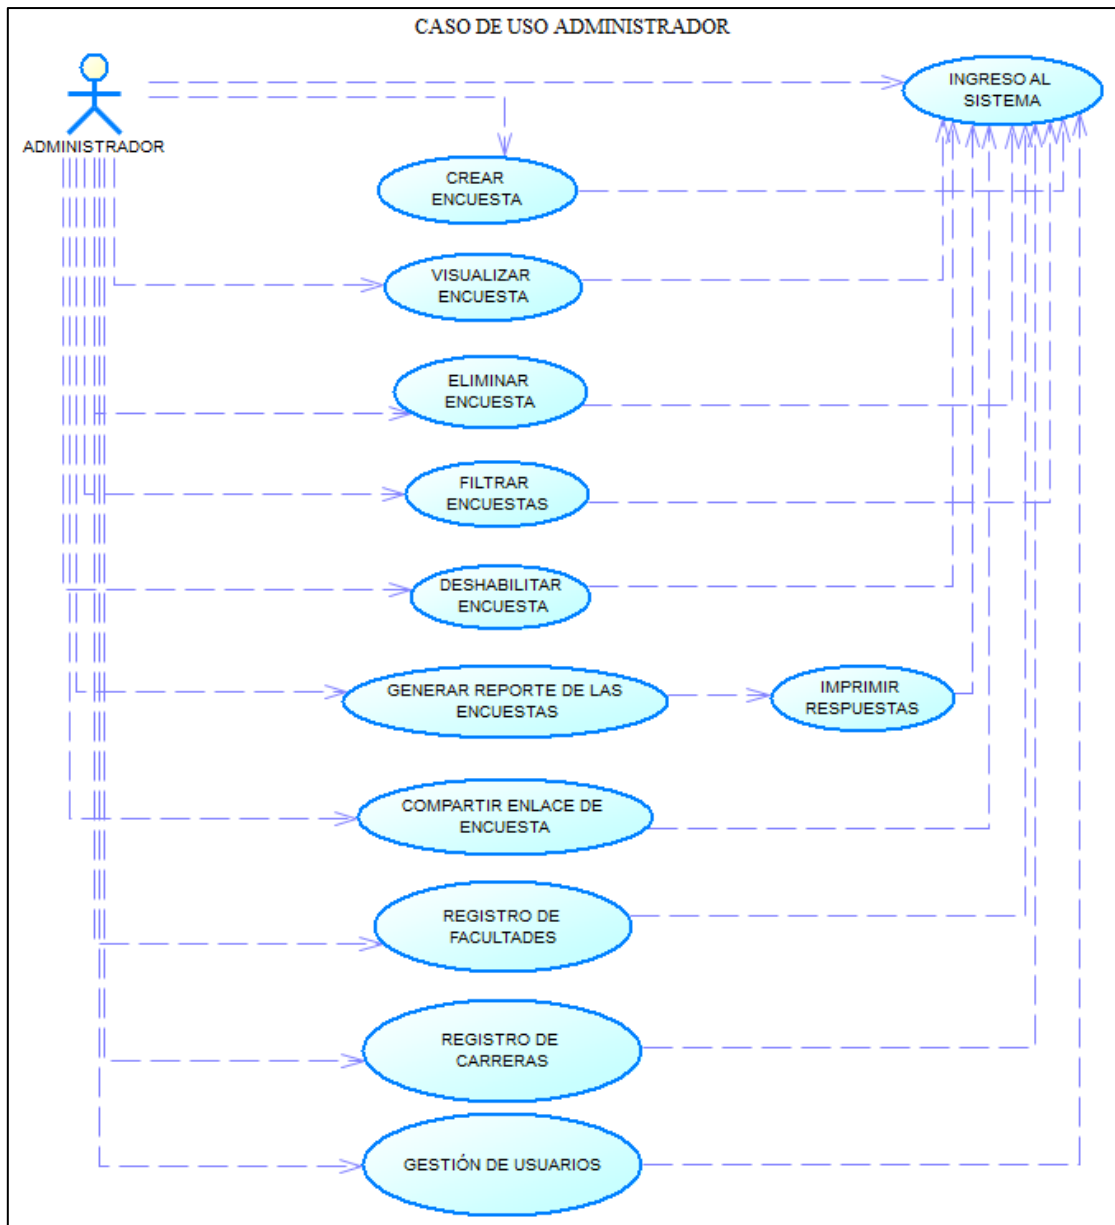 CASO DE USO ADMINISTRADOR
INGRESO AL
SISTEMA
ADMINISTRADOR
CREAR
ENCUESTA
VISUALIZAR
ENCUESTA
ELIMINAR
ENCUESTA
FILTRAR
ENCUESTAS
DESHABILITAR
ENCUESTA
GENERAR REPORTE DE LAS
ENCUESTAS
IMPRIMIR
RESPUESTAS
COMPARTIR ENLACE DE
ENCUESTA
REGISTRO DE
FACULTADES
REGISTRO DE
CARRERAS
GESTIÓN DE USUARIOS